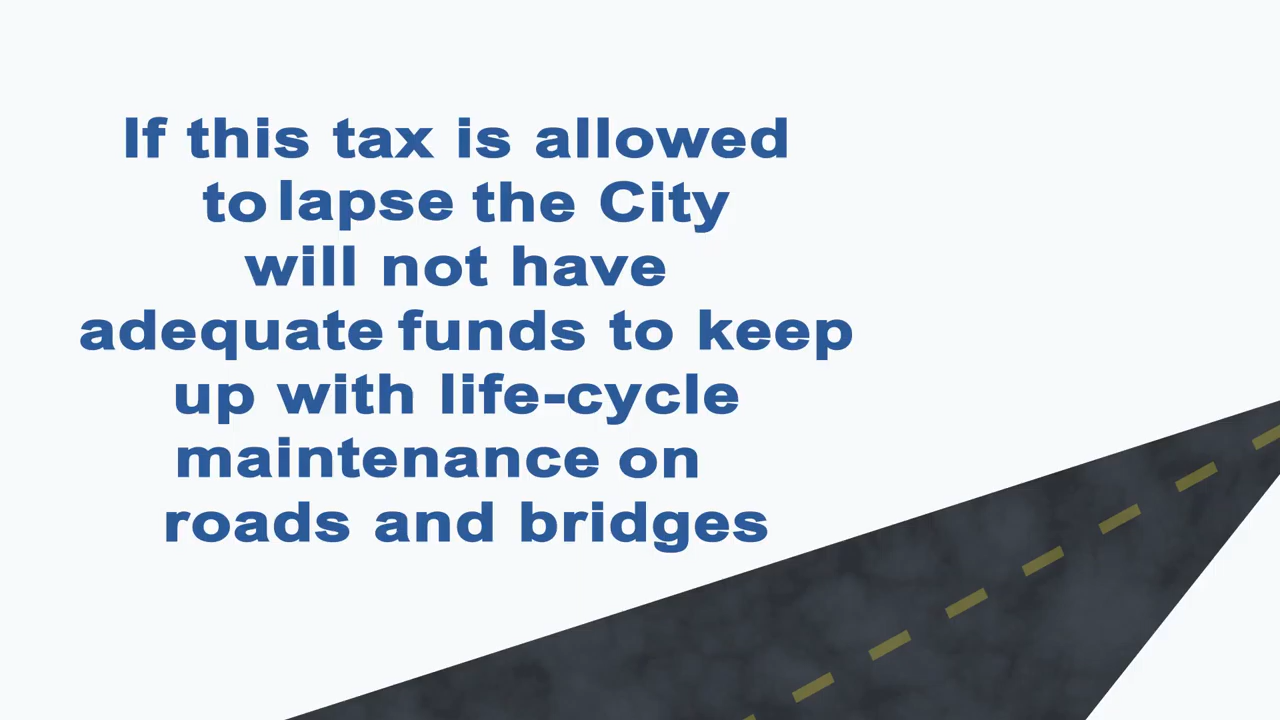 If this tax is allowed
to lapse the City
will not have
adequate funds to keep
up with life-cycle
maintenance on
roads and bridges